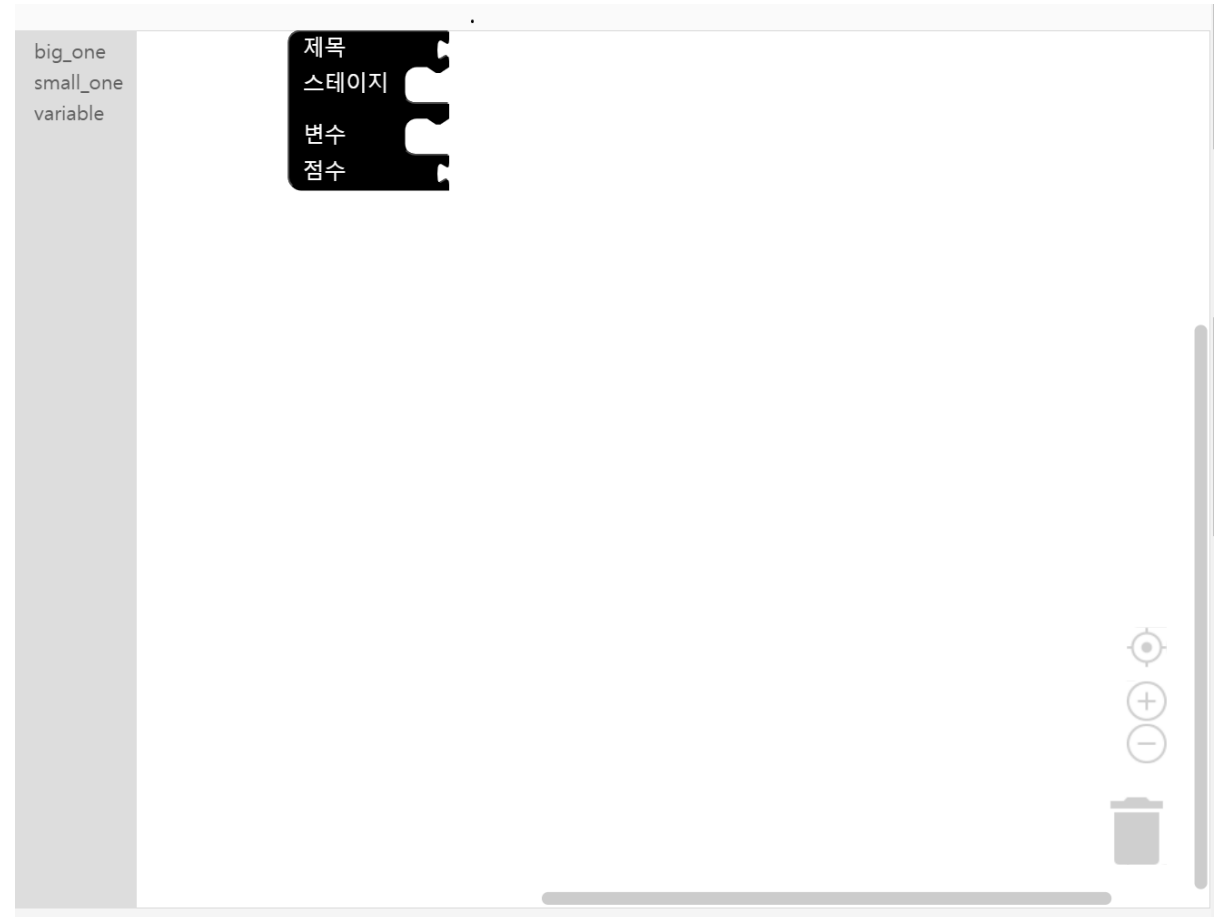 .
big_one
small_one
variable
제목
스테이지
변수
점수